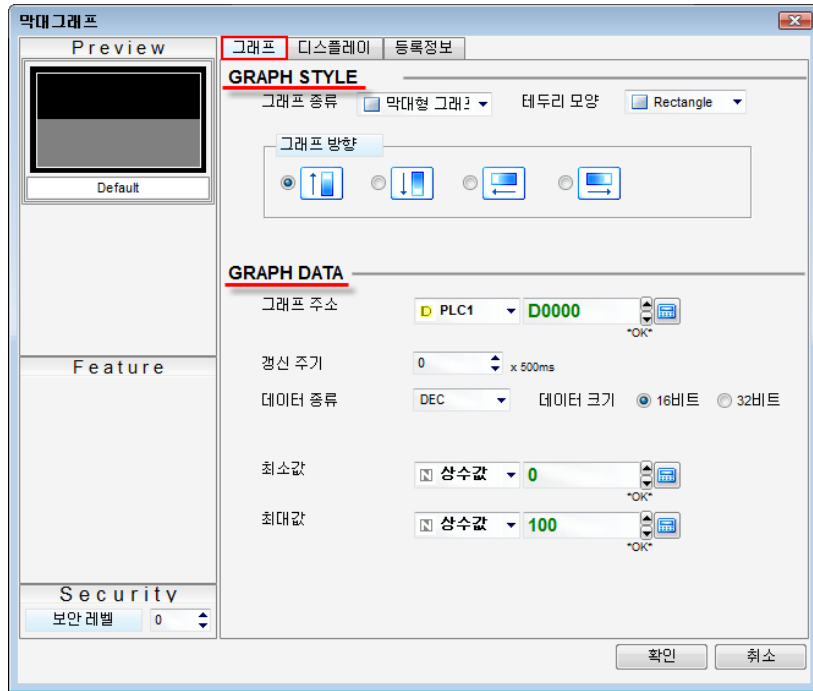 막대그래프
Preview
Default
Feature
Security
보안 레벨 0
그래프 디스플레이 등록정보
GRAPH STYLE
그래프 종류 막대형 그래프 테두리 모양 Rectangle
그래프 방향
GRAPH DATA
그래프 주소 D PLC1 D0000
*OK*
갱신 주기 0 x 500ms
데이터 종류 DEC 데이터 크기 16비트 32비트
최소값 N 상수값 0
*OK*
최대값 N 상수값 100
*OK*
확인 취소